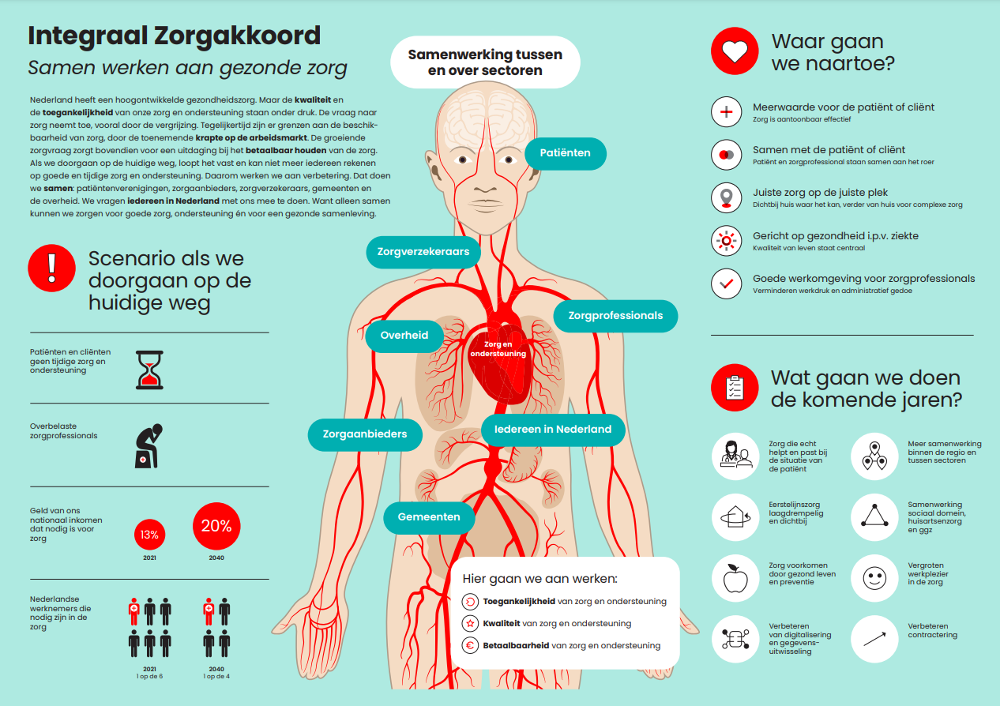 Integraal Zorgakkoord
Samen werken aan gezonde zorg
Nederland heeft een hoogontwikkelde gezondheidszorg. Maar de kwaliteit en
de toegankelijkheid van onze zorg en ondersteuning staan onder druk. De vraag naar
zorg neemt toe, vooral door de vergrijzing. Tegelijkertijd zijn er grenzen aan de beschik-
baarheid van zorg, door de toenemende krapte op de arbeidsmarkt. De groeiende
zorgvraag zorgt bovendien voor een uitdaging bij het betaalbaar houden van de zorg.
Als we doorgaan op de huidige weg, loopt het vast en kan niet meer iedereen rekenen
op goede en tijdige zorg en ondersteuning. Daarom werken we aan verbetering. Dat doen
we samen: patiëntenverenigingen, zorgaanbieders, zorgverzekeraars, gemeenten en
de overheid. We vragen iedereen in Nederland met ons mee te doen. Want alleen samen
kunnen we zorgen voor goede zorg, ondersteuning én voor een gezonde samenleving.
Scenario als we
doorgaan op de
huidige weg
Patiënten en cliënten
geen tijdige zorg en
ondersteuning
Overbelaste
zorgprofessionals
Geld van ons
nationaal inkomen
dat nodig is voor
zorg
13%
20%
2021
2040
Nederlandse
werknemers die
nodig zijn in de
zorg
2021
1 op de 6
2040
1 op de 4
Samenwerking tussen
en over sectoren
Patiënten
Zorgverzekeraars
Zorgprofessionals
Overheid
Zorg en
ondersteuning
Zorgaanbieders
Iedereen in Nederland
Gemeenten
Hier gaan we aan werken:
Toegankelijkheid van zorg en ondersteuning
Kwaliteit van zorg en ondersteuning
Betaalbaarheid van zorg en ondersteuning
Waar gaan
we naartoe?
Meerwaarde voor de patiënt of cliënt
Zorg is aantoonbaar effectief
Samen met de patiënt of cliënt
Patiënt en zorgprofessional staan samen aan het roer
Juiste zorg op de juiste plek
Dichtbij huis waar het kan, verder van huis voor complexe zorg
Gericht op gezondheid i.p.v. ziekte
Kwaliteit van leven staat centraal
Goede werkomgeving voor zorgprofessionals
Verminderen werkdruk en administratief gedoe
Wat gaan we doen
de komende jaren?
Zorg die echt
helpt en past bij
de situatie van
de patiënt
Meer samenwerking
binnen de regio en
tussen sectoren
Eerstelijnszorg
laagdrempelig
en dichtbij
Samenwerking
sociaal domein,
huisartsenzorg
en ggz
Zorg voorkomen
door gezond leven
en preventie
Vergroten
werkplezier
in de zorg
Verbeteren
van digitalisering
en gegevens-
uitwisseling
Verbeteren
contractering